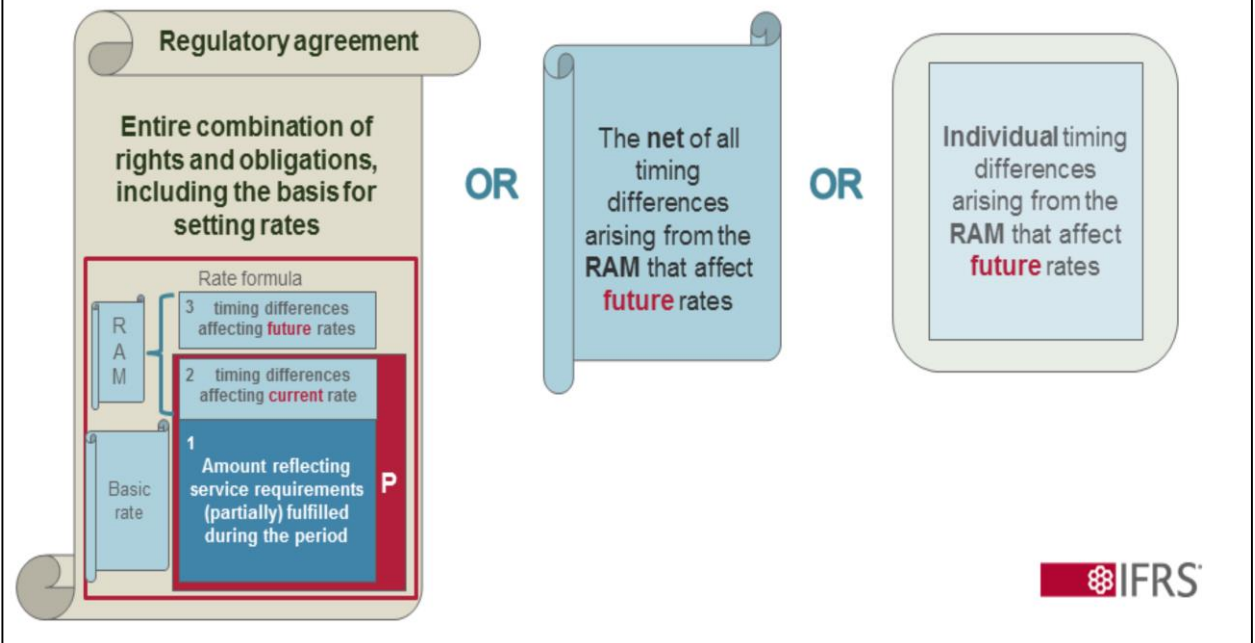 Regulatory agreement
Entire combination of
rights and obligations,
including the basis for
setting rates
Rate formula
R
A
M
3 timing differences
affecting future rates
2 timing differences
affecting current rate
Basic
rate
1
Amount reflecting
service requirements
(partially) fulfilled
during the period
P
OR
The net of all
timing
differences
arising from the
RAM that affect
future rates
OR
Individual timing
differences
arising from the
RAM that affect
future rates
IFRS